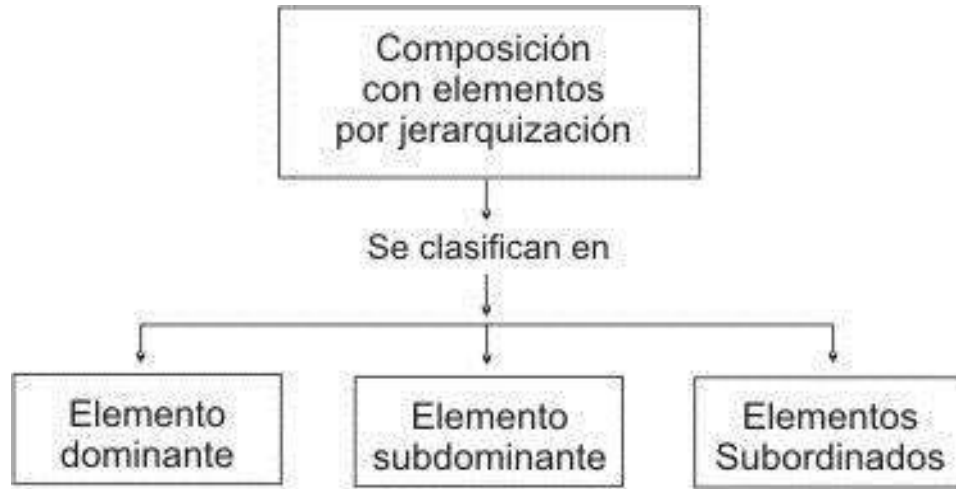 Composición
con elementos
por jerarquización
Se clasifican en
Elemento
dominante
Elemento
subdominante
Elementos
Subordinados